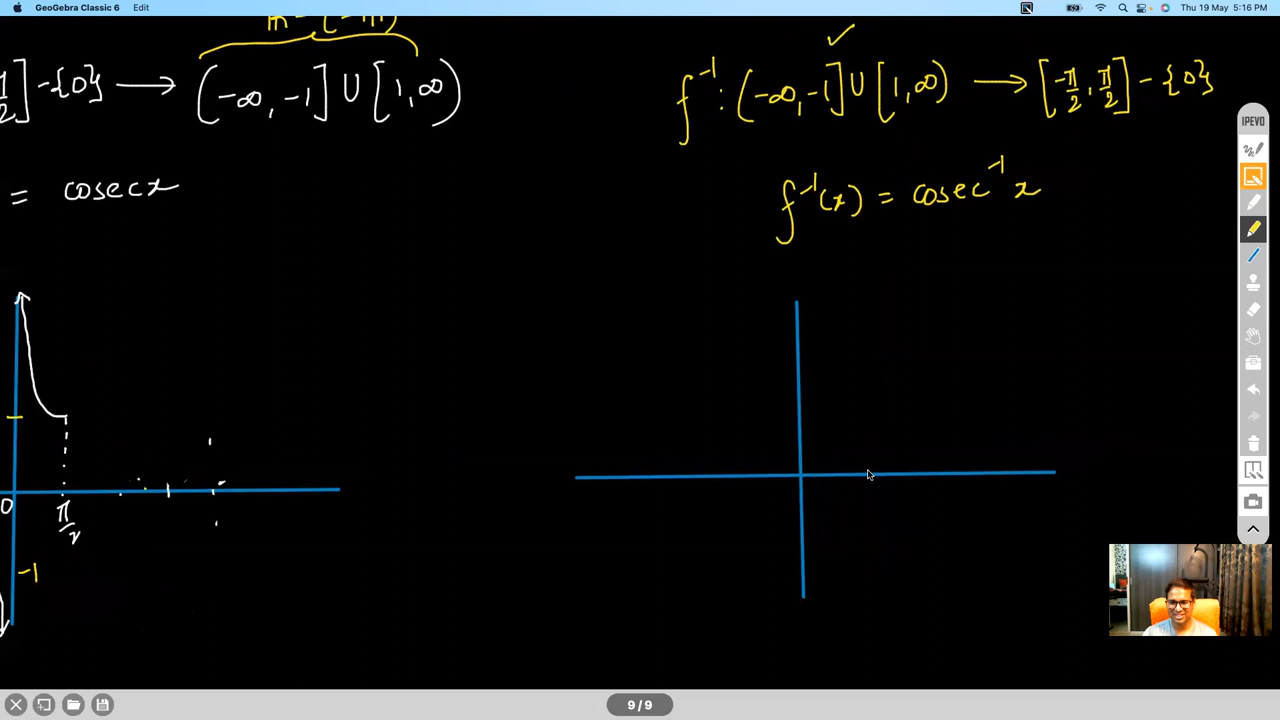 GeoGebra Classic 6 Edit Thu 19 May 5:16 PM
π/2] - {0} ⟶ (-∞, -1] ∪ [1, ∞)
f⁻¹ : (-∞, -1] ∪ [1, ∞) ⟶ [-π/2, π/2] - {0}
IPEVO
= cosec x
f⁻¹(x) = cosec⁻¹ x
0
π/2
-1
9 / 9